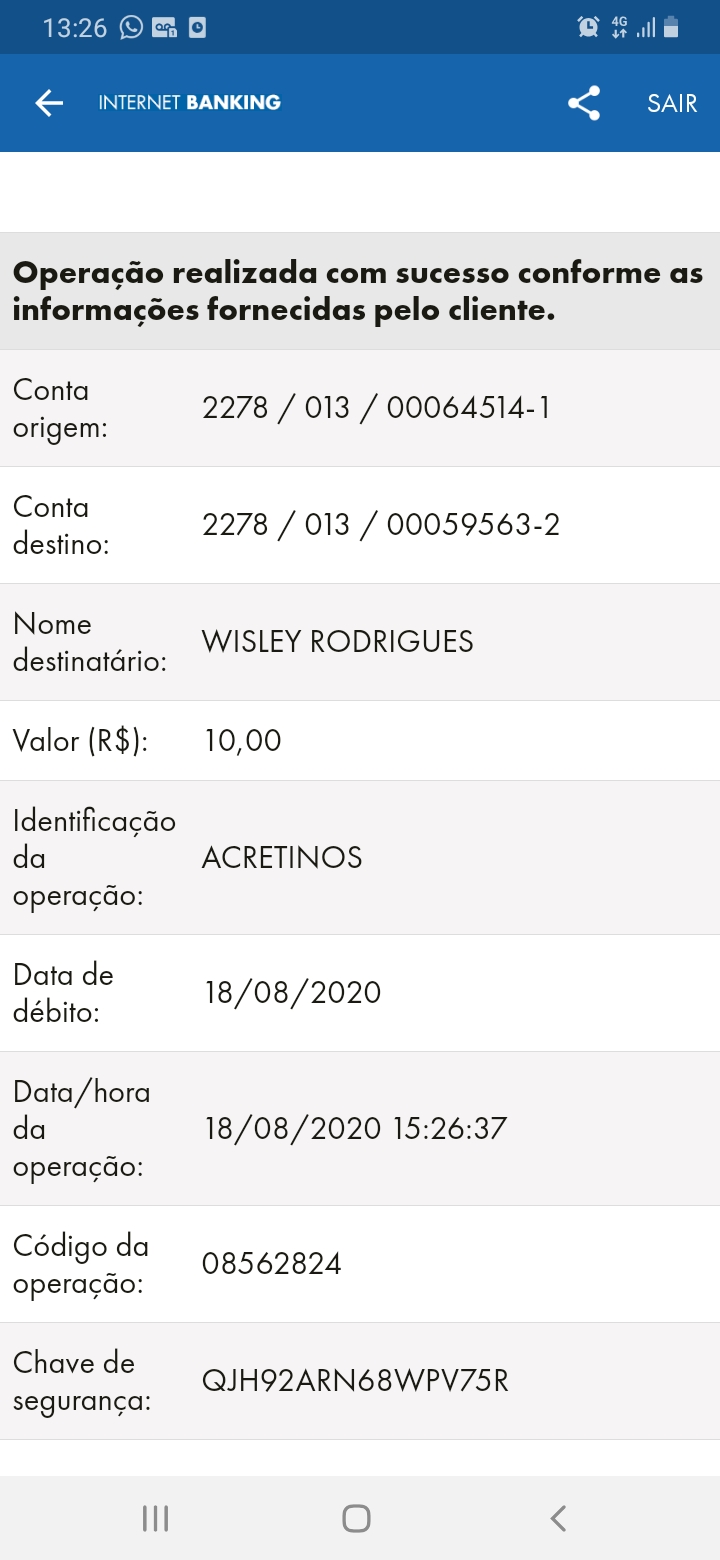 13:26
4G
INTERNET BANKING
SAIR
Operação realizada com sucesso conforme as
informações fornecidas pelo cliente.
Conta
origem:
2278 / 013 / 00064514-1
Conta
destino:
2278 / 013 / 00059563-2
Nome
destinatário:
WISLEY RODRIGUES
Valor (R$):
10,00
Identificação
da
operação:
ACRETINOS
Data de
débito:
18/08/2020
Data/hora
da
operação:
18/08/2020 15:26:37
Código da
operação:
08562824
Chave de
segurança:
QJH92ARN68WPV75R